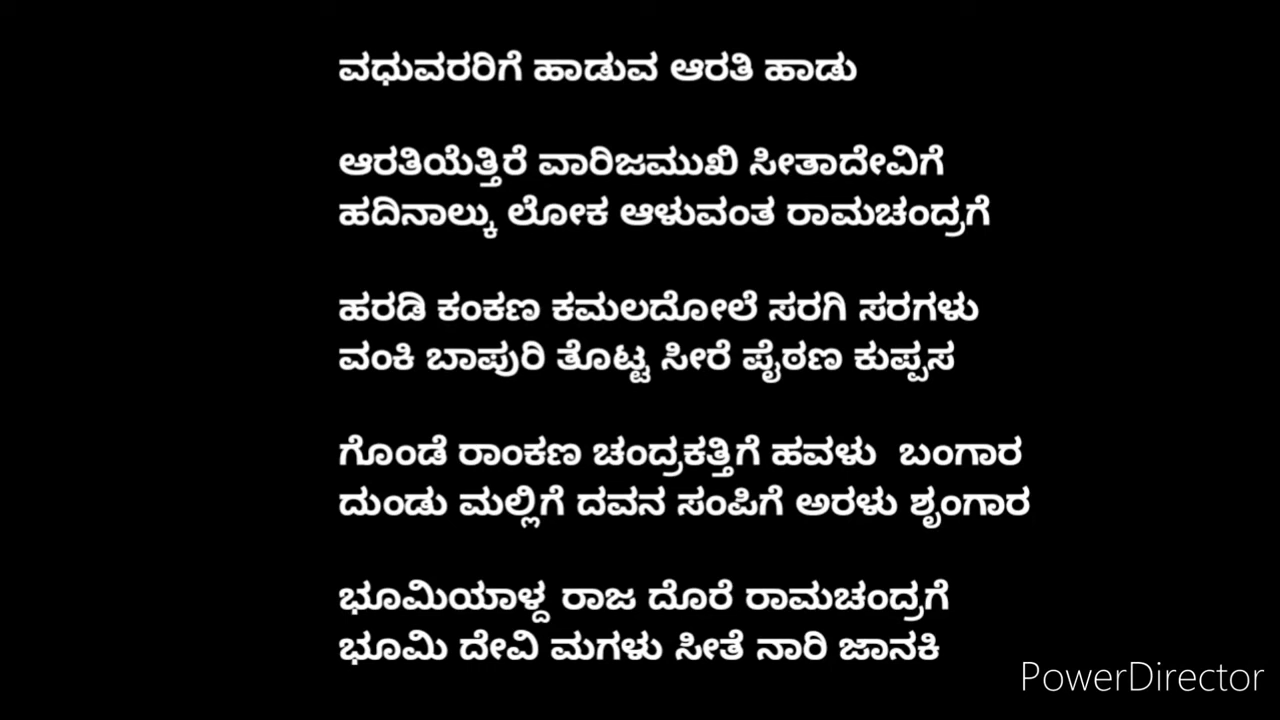 ವಧುವರರಿಗೆ ಹಾಡುವ ಆರತಿ ಹಾಡು
ಆರತಿಯೆತ್ತಿರೆ ವಾರಿಜಮುಖಿ ಸೀತಾದೇವಿಗೆ
ಹದಿನಾಲ್ಕು ಲೋಕ ಆಳುವಂತ ರಾಮಚಂದ್ರಗೆ
ಹರಡಿ ಕಂಕಣ ಕಮಲದೋಲೆ ಸರಗಿ ಸರಗಳು
ವಂಕಿ ಬಾಪುರಿ ತೊಟ್ಟ ಸೀರೆ ಪೈಠಣ ಕುಪ್ಪಸ
ಗೊಂಡೆ ರಾಂಕಣ ಚಂದ್ರಕತ್ತಿಗೆ ಹವಳು ಬಂಗಾರ
ದುಂಡು ಮಲ್ಲಿಗೆ ದವನ ಸಂಪಿಗೆ ಅರಳು ಶೃಂಗಾರ
ಭೂಮಿಯಾಳ್ದ ರಾಜ ದೊರೆ ರಾಮಚಂದ್ರಗೆ
ಭೂಮಿ ದೇವಿ ಮಗಳು ಸೀತೆ ನಾರಿ ಜಾನಕಿ
PowerDirector